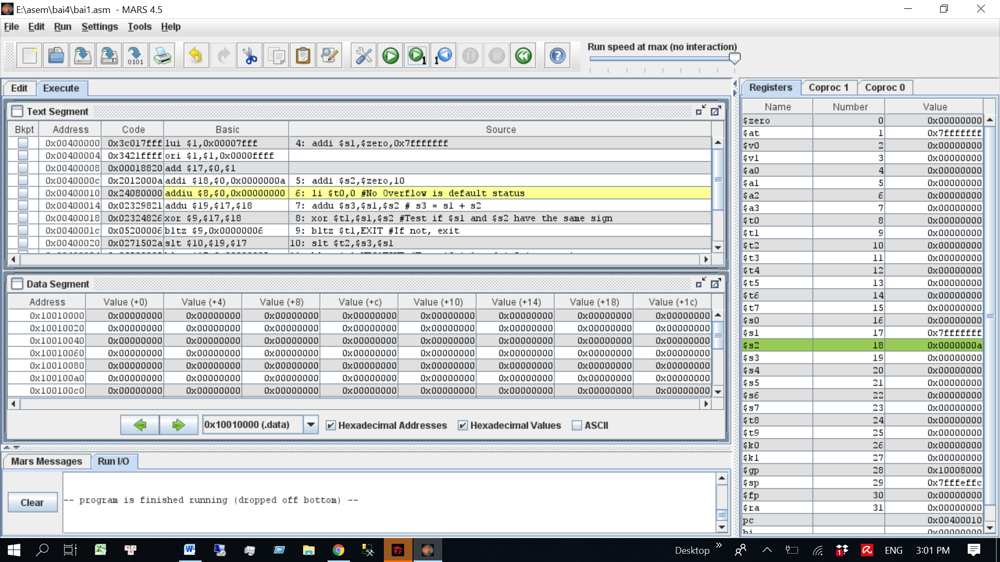 E:\asem\bai4\bai1.asm - MARS 4.5
File Edit Run Settings Tools Help
Run speed at max (no interaction)
0101
1
1
Edit Execute
Text Segment
Bkpt Address Code Basic Source
0x00400000 0x3c017fff lui $1,0x00007fff 4: addi $s1,$zero,0x7fffffff
0x00400004 0x3421ffff ori $1,$1,0x0000ffff
0x00400008 0x00018820 add $17,$0,$1
0x0040000c 0x2012000a addi $18,$0,0x0000000a 5: addi $s2,$zero,10
0x00400010 0x24080000 addiu $8,$0,0x00000000 6: li $t0,0 #No Overflow is default status
0x00400014 0x02329821 addu $19,$17,$18 7: addu $s3,$s1,$s2 # s3 = s1 + s2
0x00400018 0x02324826 xor $9,$17,$18 8: xor $t1,$s1,$s2 #Test if $s1 and $s2 have the same sign
0x0040001c 0x05200006 bltz $9,0x00000006 9: bltz $t1,EXIT #If not, exit
0x00400020 0x0271502a slt $10,$19,$17 10: slt $t2,$s3,$s1
Data Segment
Address Value (+0) Value (+4) Value (+8) Value (+c) Value (+10) Value (+14) Value (+18) Value (+1c)
0x10010000 0x00000000 0x00000000 0x00000000 0x00000000 0x00000000 0x00000000 0x00000000 0x00000000
0x10010020 0x00000000 0x00000000 0x00000000 0x00000000 0x00000000 0x00000000 0x00000000 0x00000000
0x10010040 0x00000000 0x00000000 0x00000000 0x00000000 0x00000000 0x00000000 0x00000000 0x00000000
0x10010060 0x00000000 0x00000000 0x00000000 0x00000000 0x00000000 0x00000000 0x00000000 0x00000000
0x10010080 0x00000000 0x00000000 0x00000000 0x00000000 0x00000000 0x00000000 0x00000000 0x00000000
0x100100a0 0x00000000 0x00000000 0x00000000 0x00000000 0x00000000 0x00000000 0x00000000 0x00000000
0x100100c0 0x00000000 0x00000000 0x00000000 0x00000000 0x00000000 0x00000000 0x00000000 0x00000000
0x10010000 (.data) Hexadecimal Addresses Hexadecimal Values ASCII
Mars Messages Run I/O
Clear
-- program is finished running (dropped off bottom) --
Registers Coproc 1 Coproc 0
Name Number Value
$zero 0 0x00000000
$at 1 0x7fffffff
$v0 2 0x00000000
$v1 3 0x00000000
$a0 4 0x00000000
$a1 5 0x00000000
$a2 6 0x00000000
$a3 7 0x00000000
$t0 8 0x00000000
$t1 9 0x00000000
$t2 10 0x00000000
$t3 11 0x00000000
$t4 12 0x00000000
$t5 13 0x00000000
$t6 14 0x00000000
$t7 15 0x00000000
$s0 16 0x00000000
$s1 17 0x7fffffff
$s2 18 0x0000000a
$s3 19 0x00000000
$s4 20 0x00000000
$s5 21 0x00000000
$s6 22 0x00000000
$s7 23 0x00000000
$t8 24 0x00000000
$t9 25 0x00000000
$k0 26 0x00000000
$k1 27 0x00000000
$gp 28 0x10008000
$sp 29 0x7fffeffc
$fp 30 0x00000000
$ra 31 0x00000000
pc 0x00400010
hi 0x00000000
Desktop ENG 3:01 PM